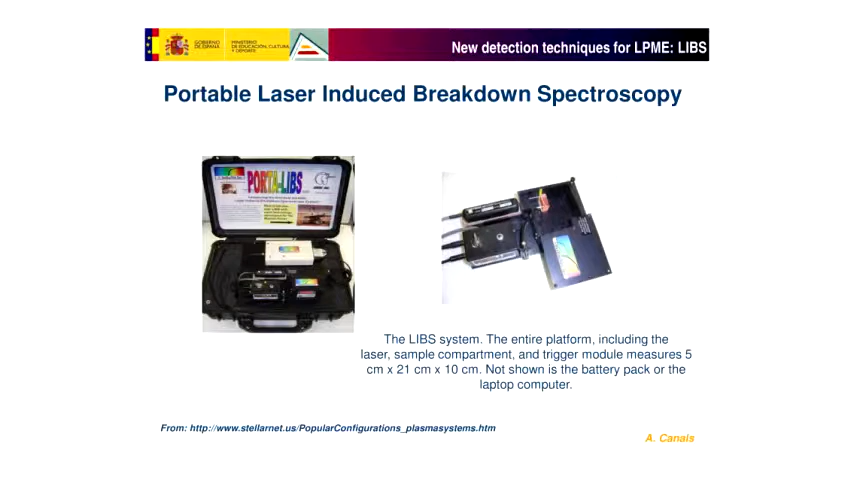 GOBIERNO
DE ESPAÑA
MINISTERIO
DE EDUCACIÓN, CULTURA
Y DEPORTE
New detection techniques for LPME: LIBS
Portable Laser Induced Breakdown Spectroscopy
PORTA-LIBS
The LIBS system. The entire platform, including the
laser, sample compartment, and trigger module measures 5
cm x 21 cm x 10 cm. Not shown is the battery pack or the
laptop computer.
From: http://www.stellarnet.us/PopularConfigurations_plasmasystems.htm
A. Canals